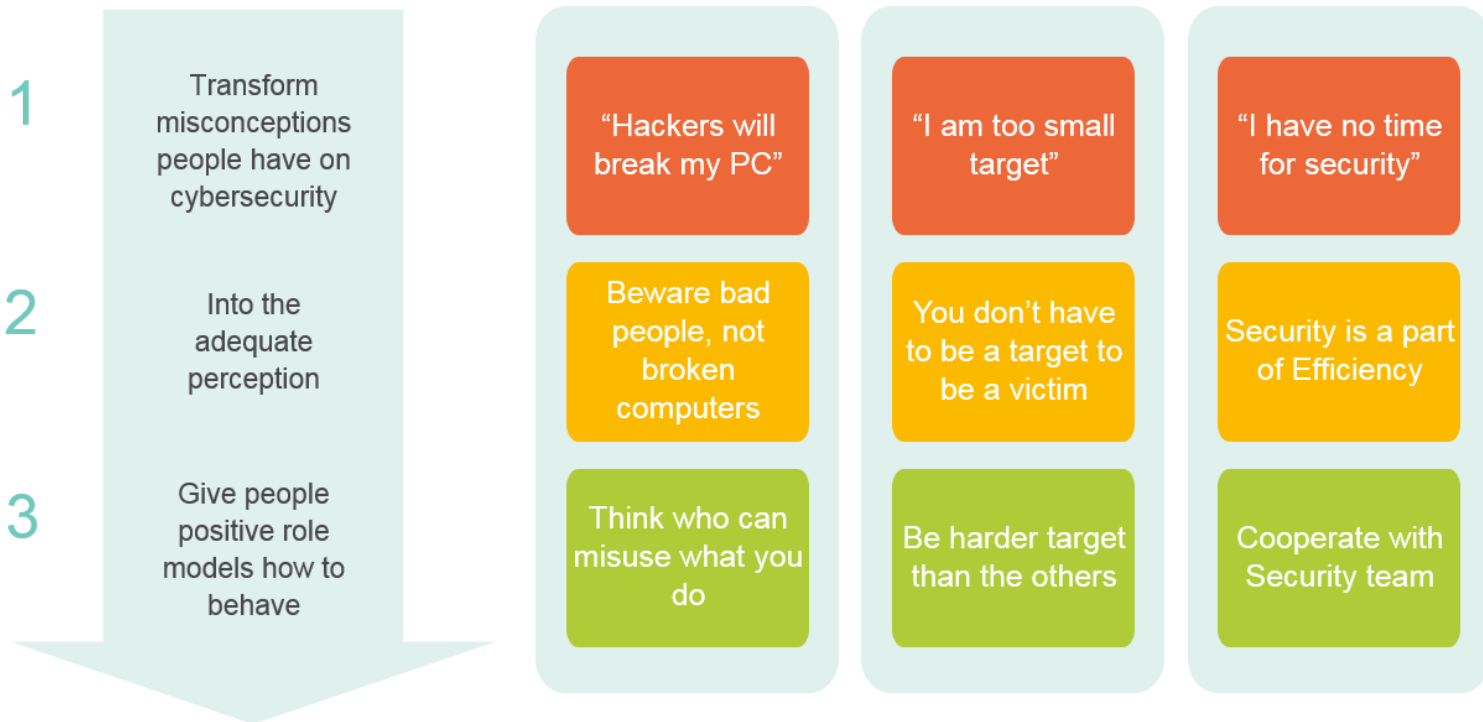 1
Transform
misconceptions
people have on
cybersecurity
“Hackers will
break my PC”
“I am too small
target”
“I have no time
for security”
2
Into the
adequate
perception
Beware bad
people, not
broken
computers
You don’t have
to be a target to
be a victim
Security is a part
of Efficiency
3
Give people
positive role
models how to
behave
Think who can
misuse what you
do
Be harder target
than the others
Cooperate with
Security team